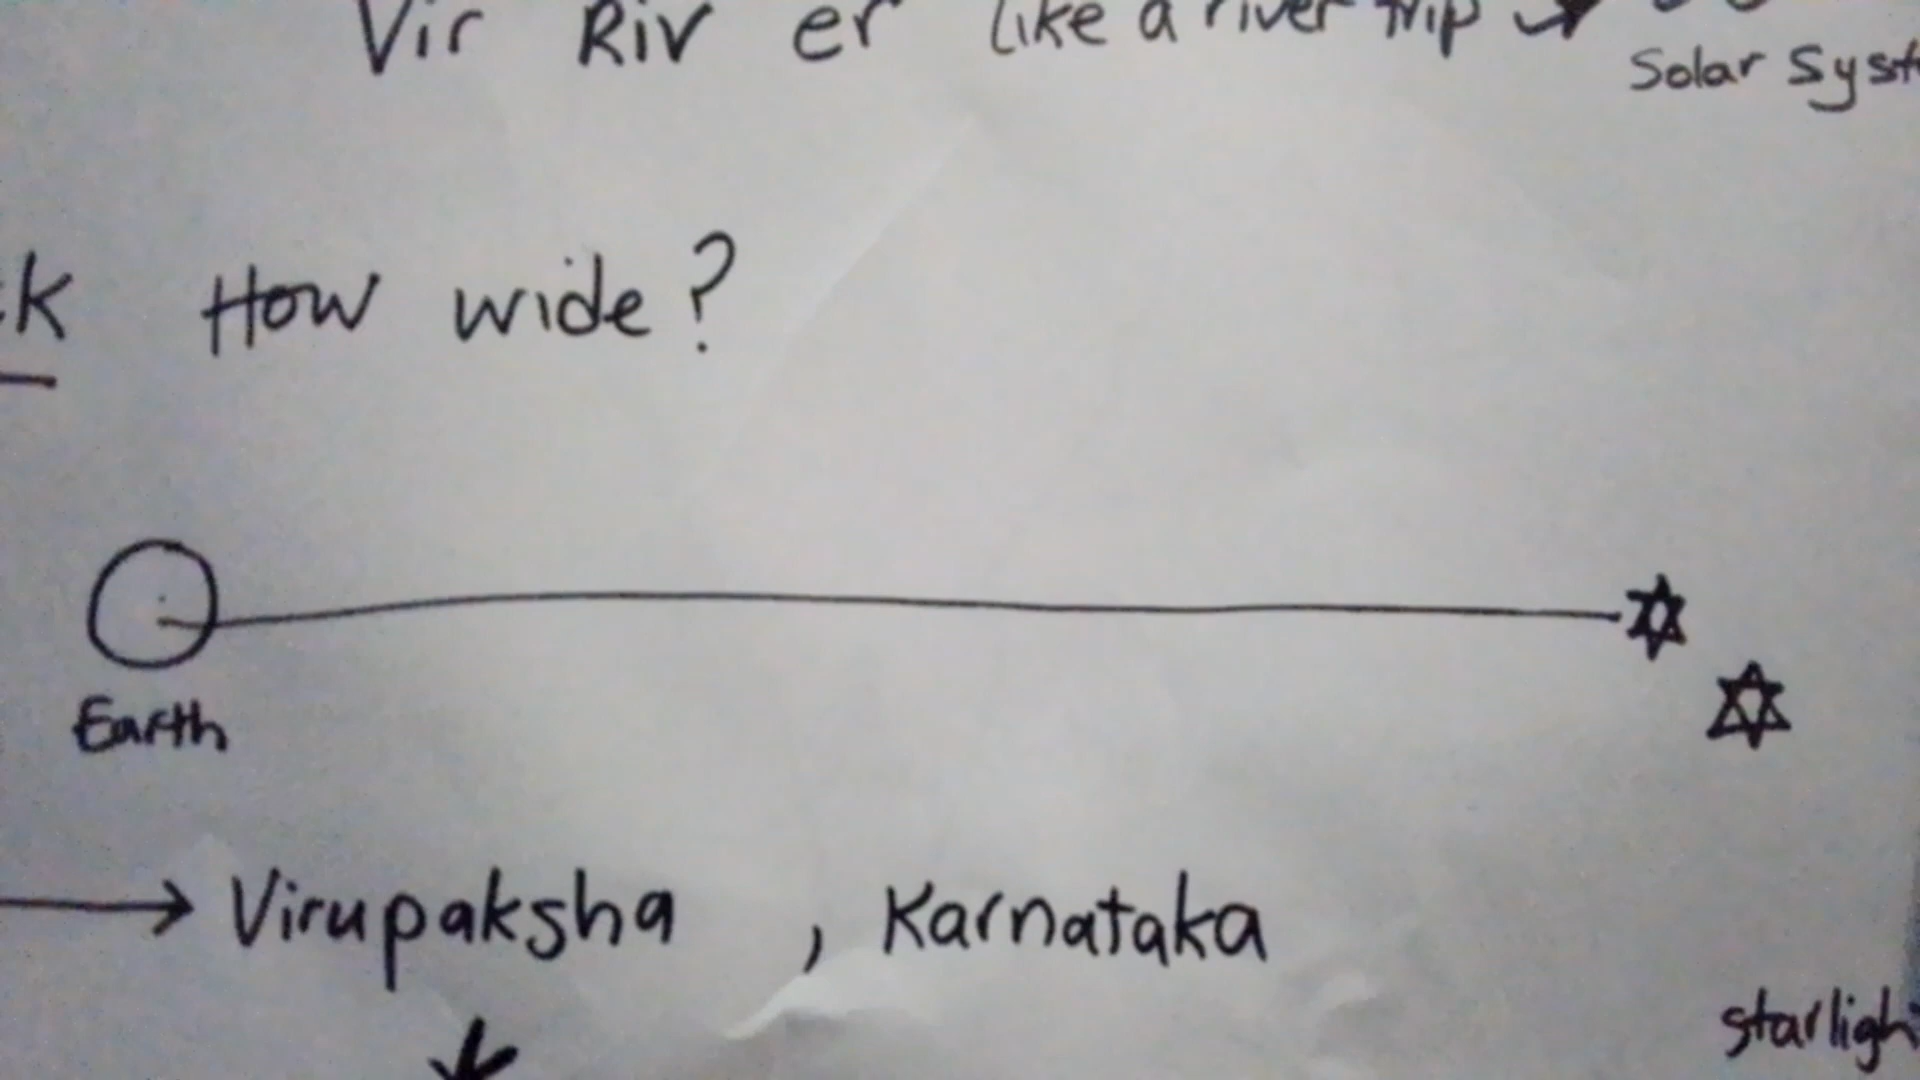 Vir Riv er like a river trip
Solar Syst
k How wide?
Earth
Virupaksha , Karnataka
starligh